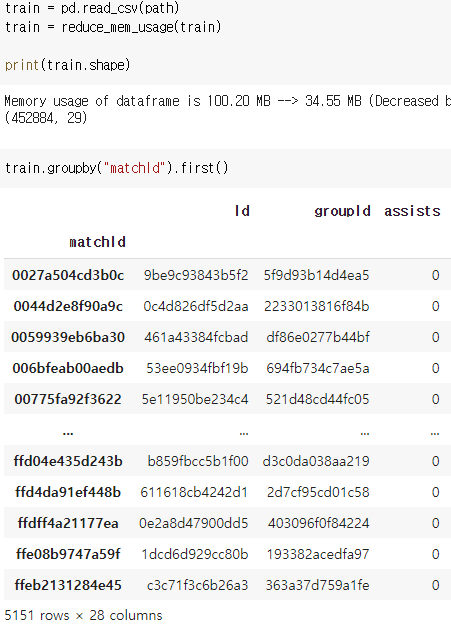 train = pd.read_csv(path)
train = reduce_mem_usage(train)
print(train.shape)
Memory usage of dataframe is 100.20 MB --> 34.55 MB (Decreased b
(452884, 29)
train.groupby("matchId").first()
Id groupId assists
matchId
0027a504cd3b0c 9be9c93843b5f2 5f9d93b14d4ea5 0
0044d2e8f90a9c 0c4d826df5d2aa 2233013816f84b 0
0059939eb6ba30 461a43384fcbad df86e0277b44bf 0
006bfeab00aedb 53ee0934fbf19b 694fb734c7ae5a 0
00775fa92f3622 5e11950be234c4 521d48cd44fc05 0
... ... ... ...
ffd04e435d243b b859fbcc5b1f00 d3c0da038aa219 0
ffd4da91ef448b 611618cb4242d1 2d7cf95cd01c58 0
ffdff4a21177ea 0e2a8d47900dd5 403096f0f84224 0
ffe08b9747a59f 1dcd6d929cc80b 193382acedfa97 0
ffeb2131284e45 c3c71f3c6b26a3 363a37d759a1fe 0
5151 rows × 28 columns